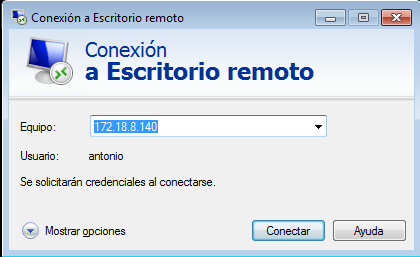 Conexión a Escritorio remoto
Conexión
a Escritorio remoto
Equipo: 172.18.8.140
Usuario: antonio
Se solicitarán credenciales al conectarse.
Mostrar opciones Conectar Ayuda